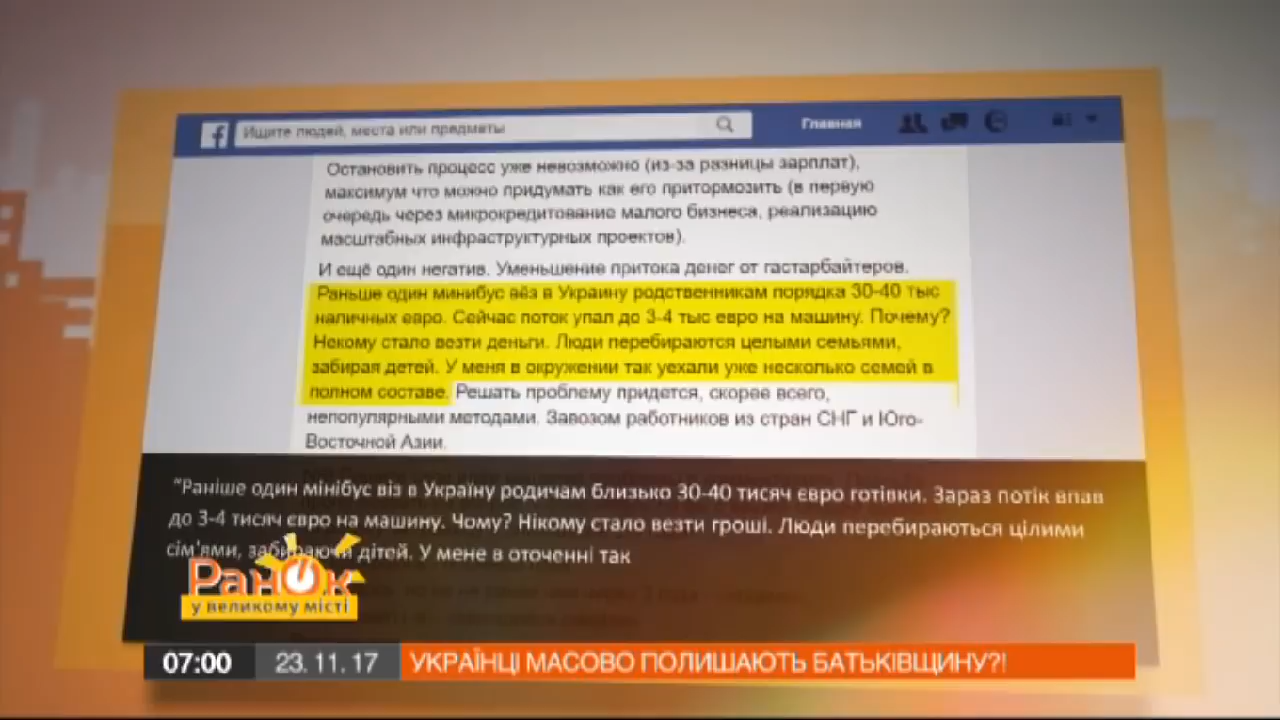 Ищите людей, места или предметы
Главная
Остановить процесс уже невозможно (из-за разницы зарплат),
максимум что можно придумать как его притормозить (в первую
очередь через микрокредитование малого бизнеса, реализацию
масштабных инфраструктурных проектов).
И ещё один негатив. Уменьшение притока денег от гастарбайтеров.
Раньше один минибус вёз в Украину родственникам порядка 30-40 тыс
наличных евро. Сейчас поток упал до 3-4 тыс евро на машину. Почему?
Некому стало везти деньги. Люди перебираются целыми семьями,
забирая детей. У меня в окружении так уехали уже несколько семей в
полном составе. Решать проблему придется, скорее всего,
непопулярными методами. Завозом работников из стран СНГ и Юго-
Восточной Азии.
"Раніше один мінібус віз в Україну родичам близько 30-40 тисяч євро готівки. Зараз потік впав
до 3-4 тисяч євро на машину. Чому? Нікому стало везти гроші. Люди перебираються цілими
сім'ями, забираючи дітей. У мене в оточенні так
Ранок
у великому місті
07:00 23.11.17 УКРАЇНЦІ МАСОВО ПОЛИШАЮТЬ БАТЬКІВЩИНУ?!